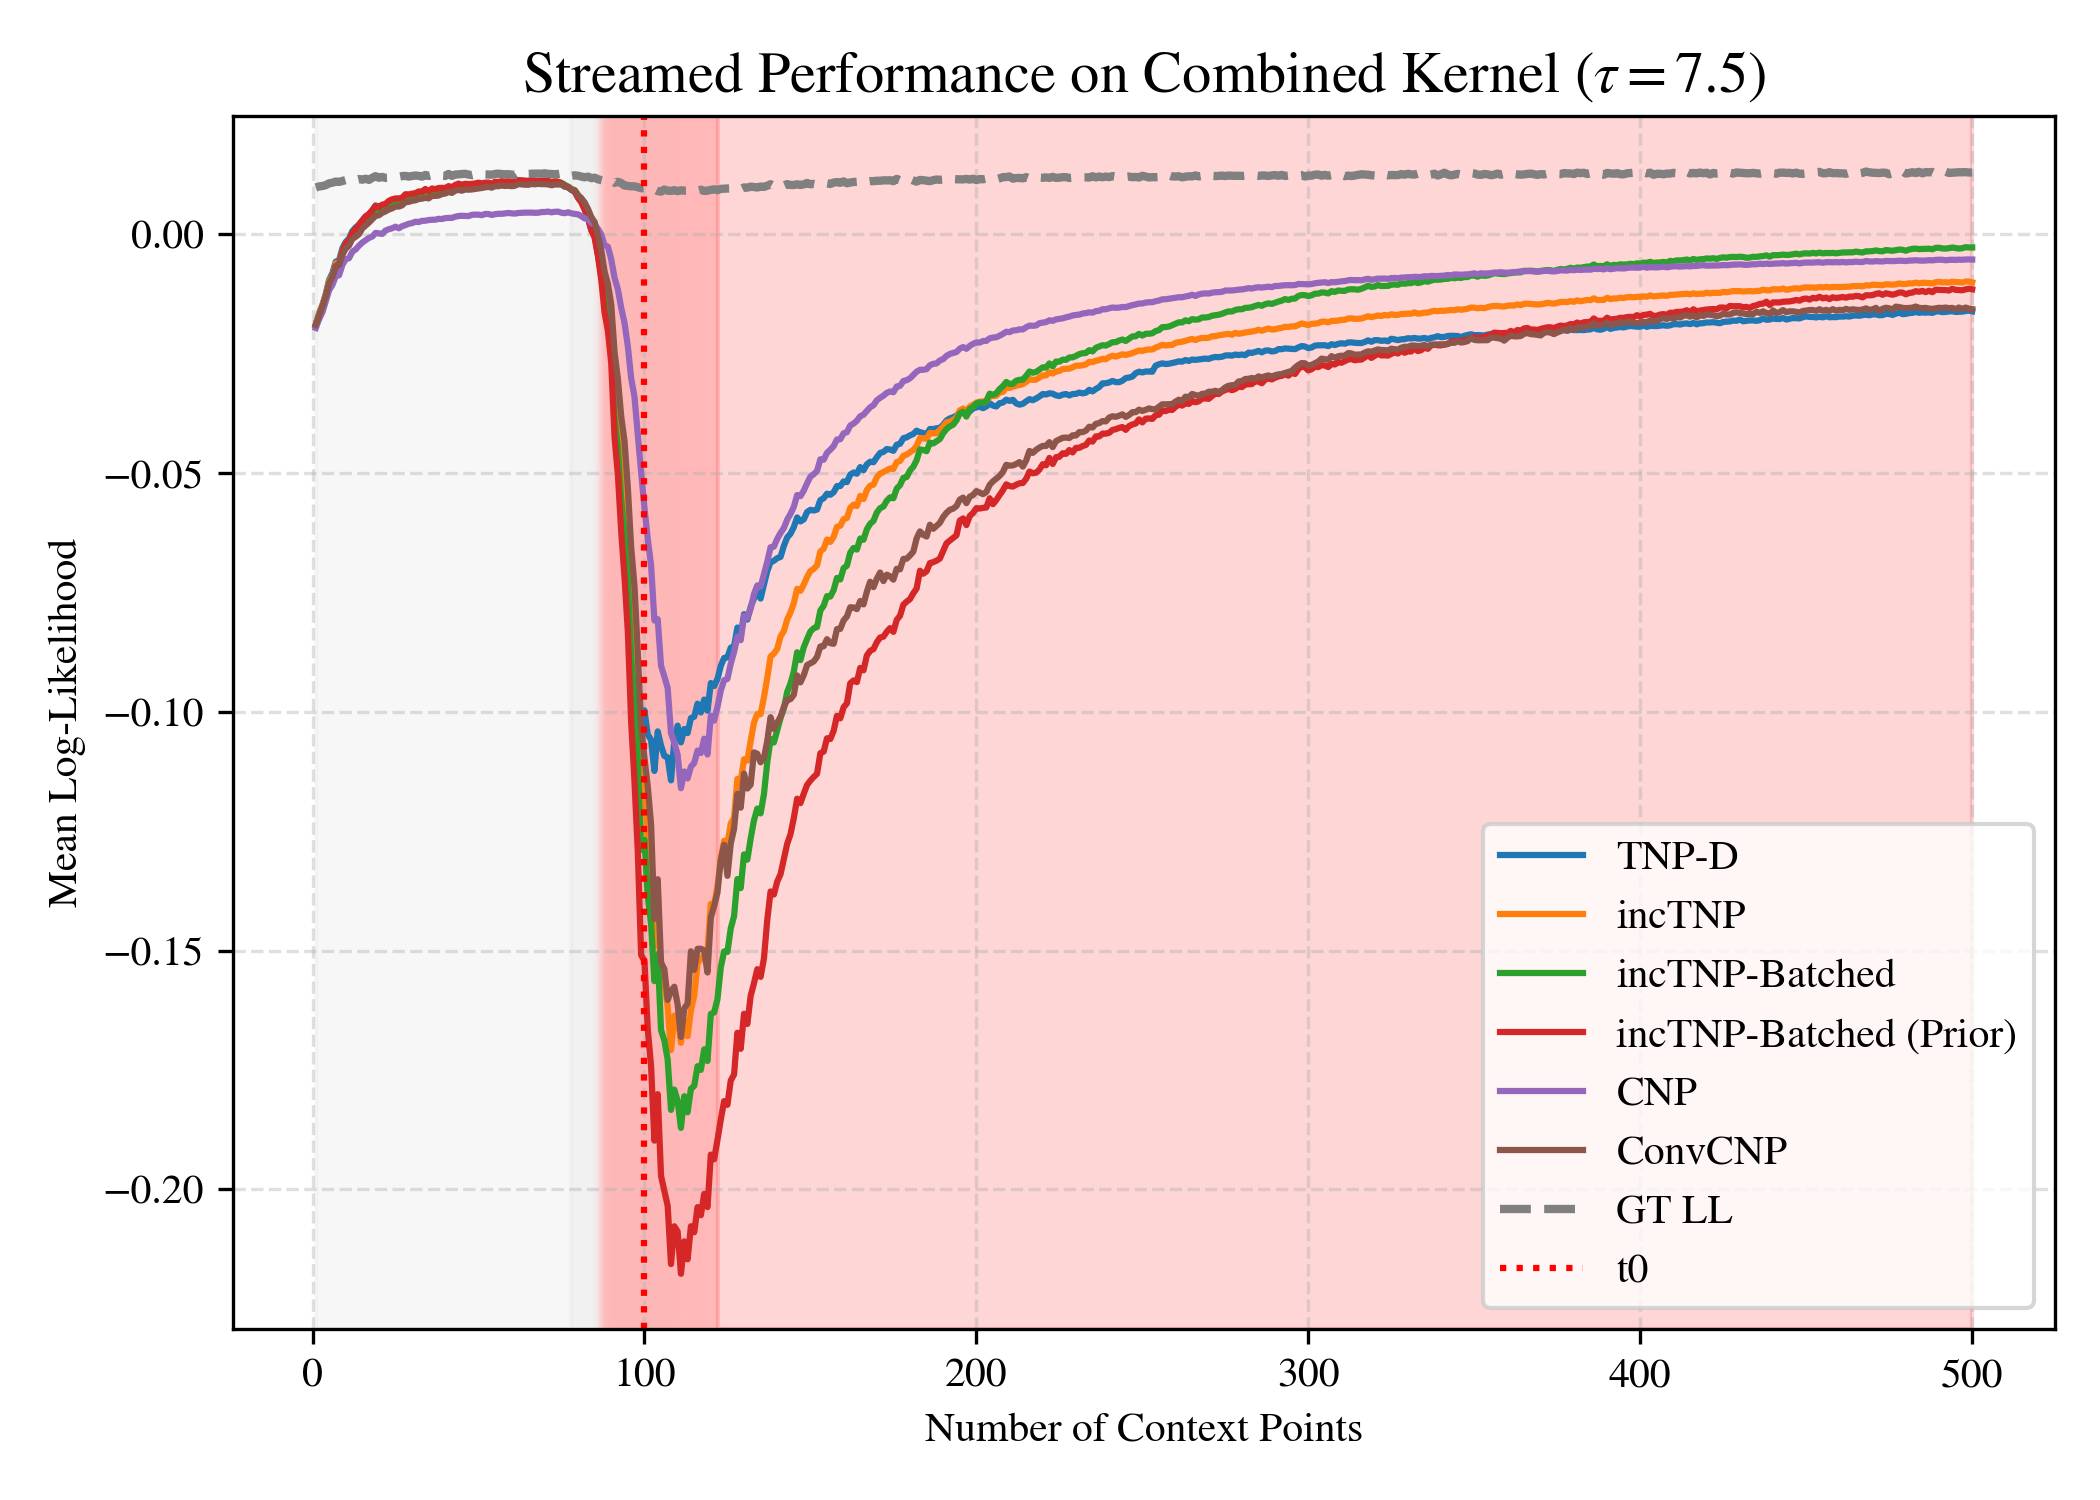 Streamed Performance on Combined Kernel (τ = 7.5)
Mean Log-Likelihood
0.00
−0.05
−0.10
−0.15
−0.20
TNP-D
incTNP
incTNP-Batched
incTNP-Batched (Prior)
CNP
ConvCNP
GT LL
t0
0 100 200 300 400 500
Number of Context Points